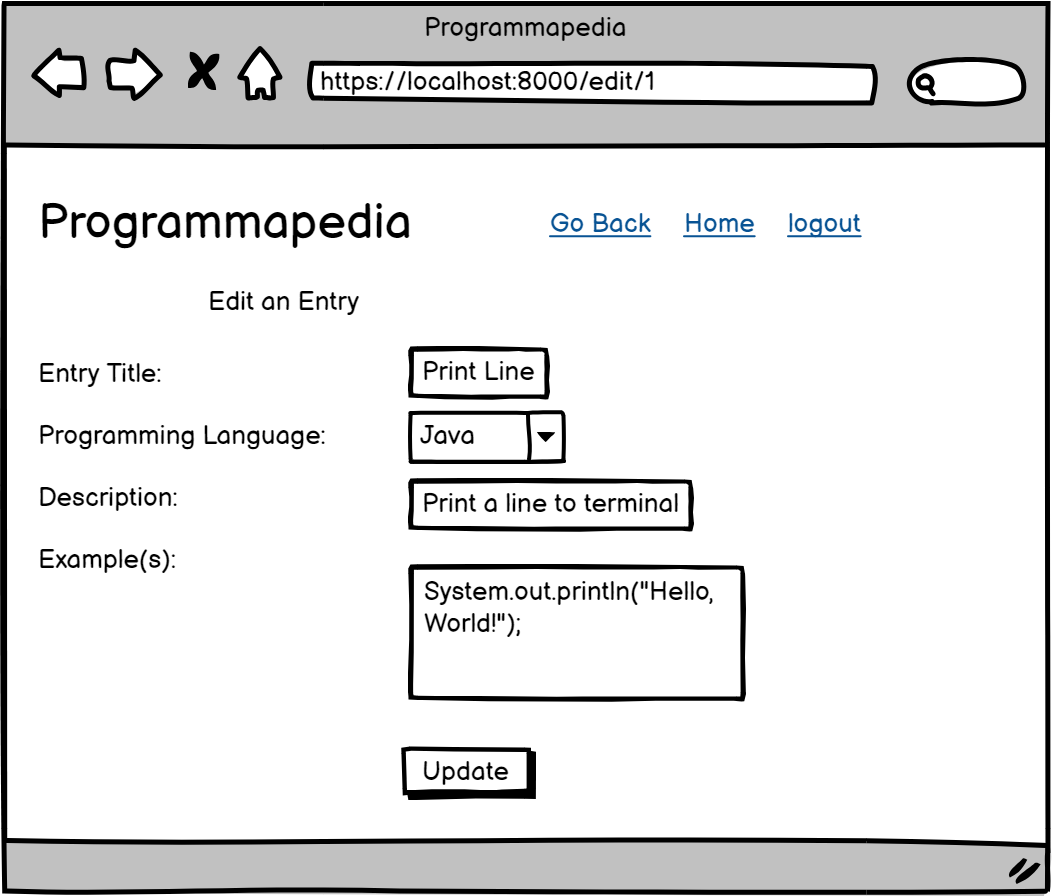 Programmapedia
https://localhost:8000/edit/1
Programmapedia
Go Back Home logout
Edit an Entry
Entry Title: Print Line
Programming Language: Java
Description: Print a line to terminal
Example(s):
System.out.println("Hello,
World!");
Update